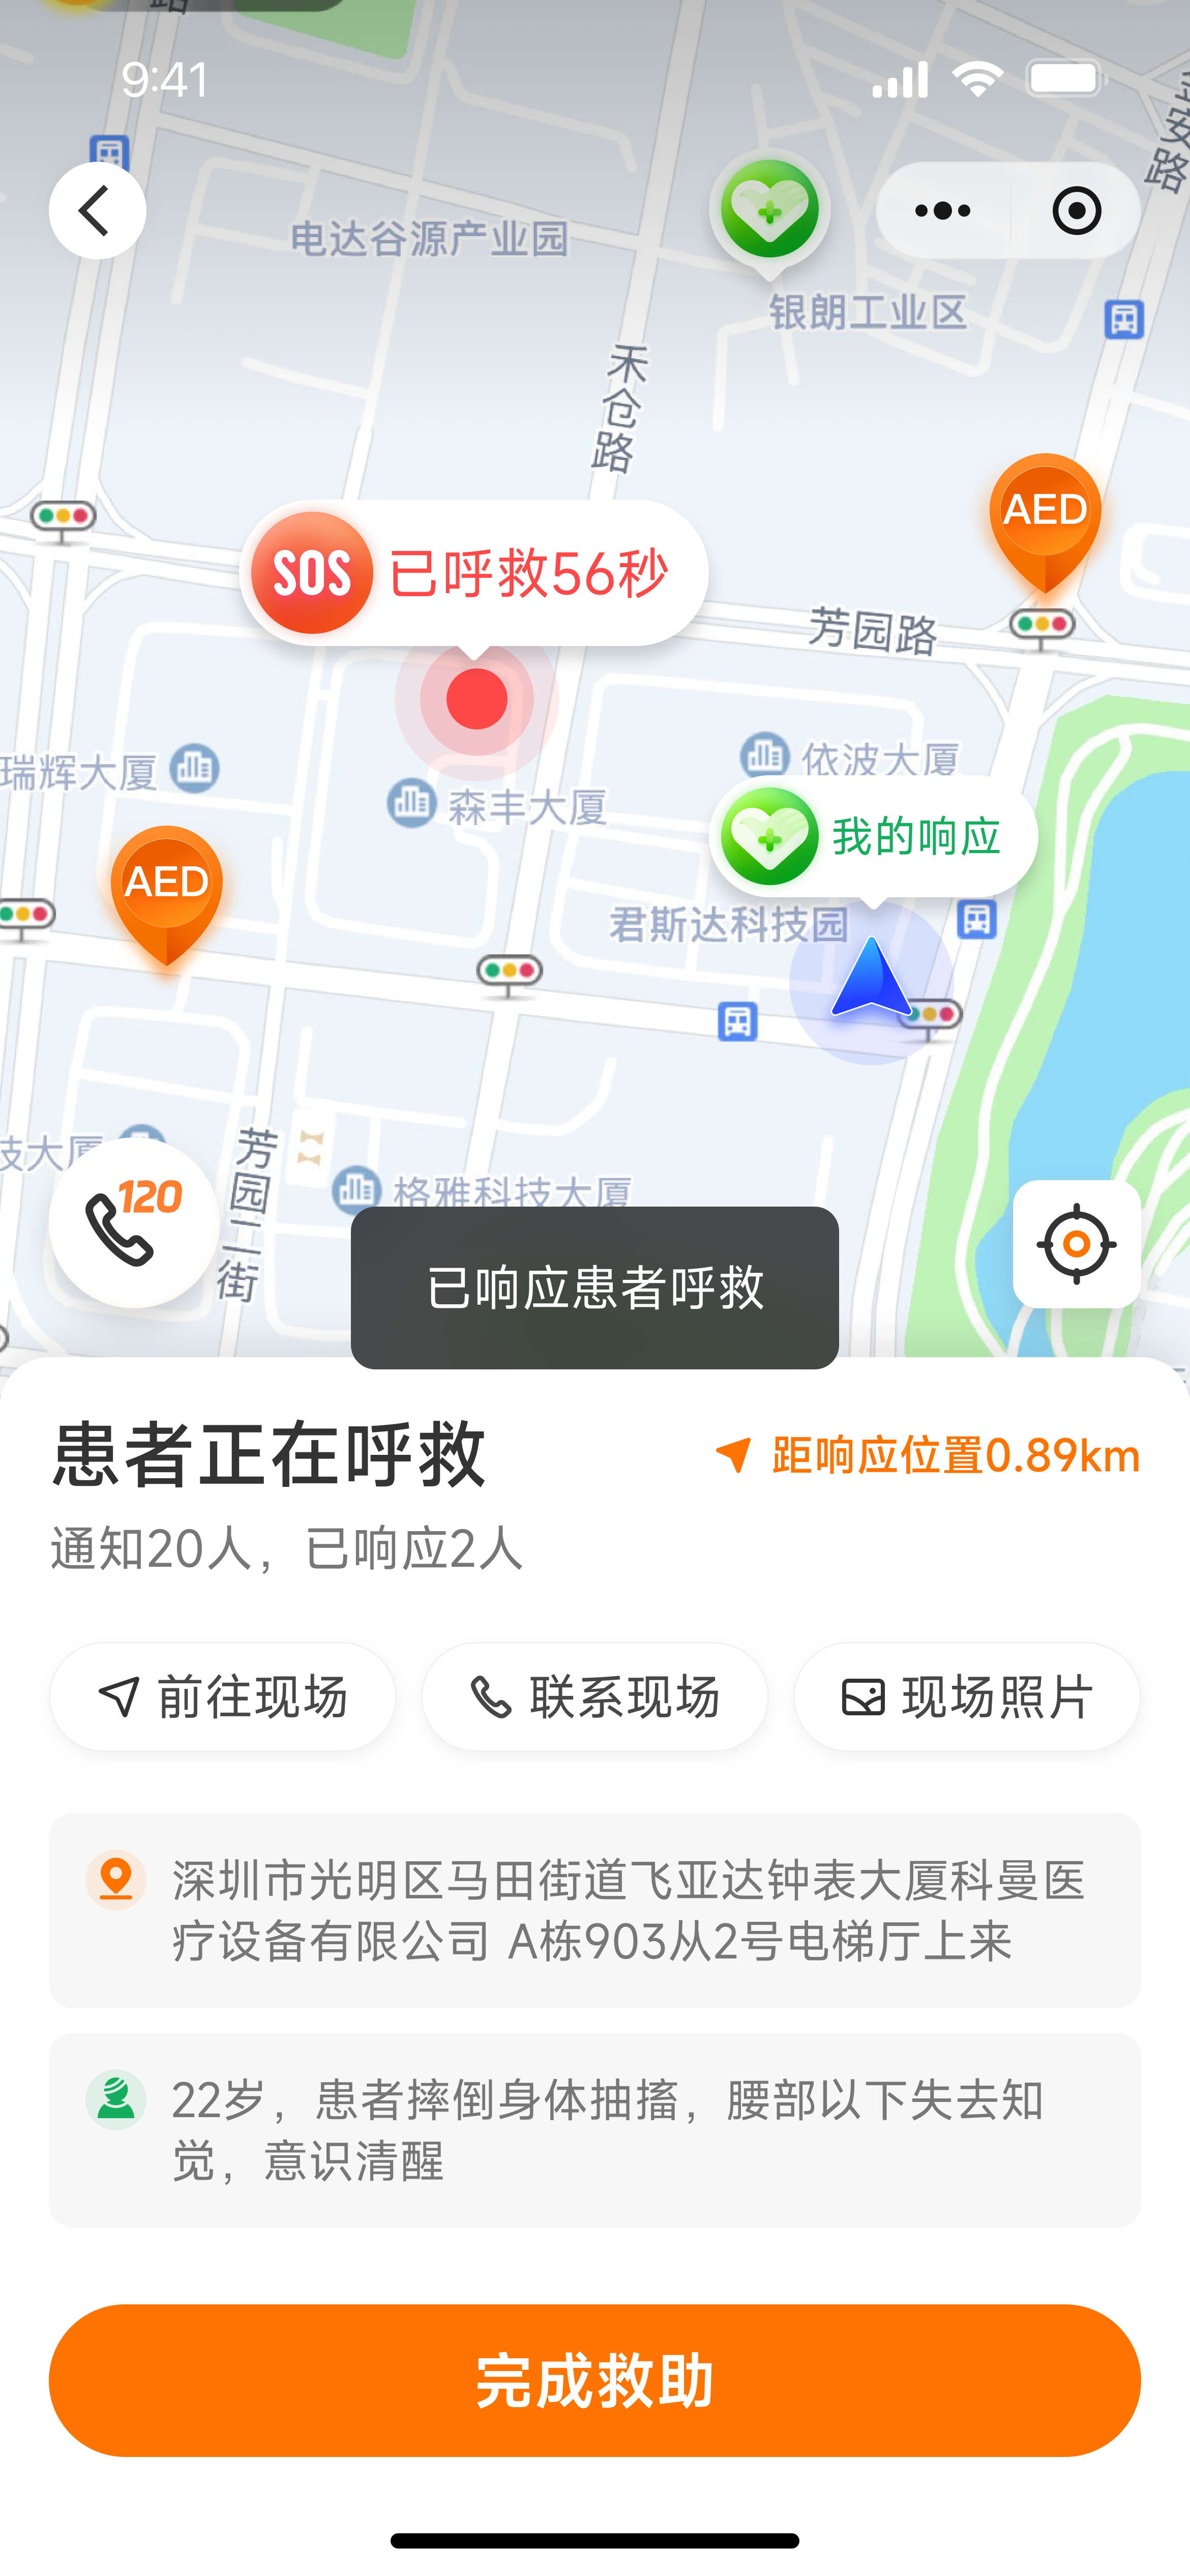 路
9:41
安路
电达谷源产业园
银朗工业区
禾仓路
AED
SOS 已呼救56秒
芳园路
瑞辉大厦
依波大厦
森丰大厦
AED
我的响应
君斯达科技园
技大厦
芳园二街
格雅科技大厦
120
已响应患者呼救
患者正在呼救
距响应位置0.89km
通知20人，已响应2人
前往现场
联系现场
现场照片
深圳市光明区马田街道飞亚达钟表大厦科曼医
疗设备有限公司 A栋903从2号电梯厅上来
22岁，患者摔倒身体抽搐，腰部以下失去知
觉，意识清醒
完成救助